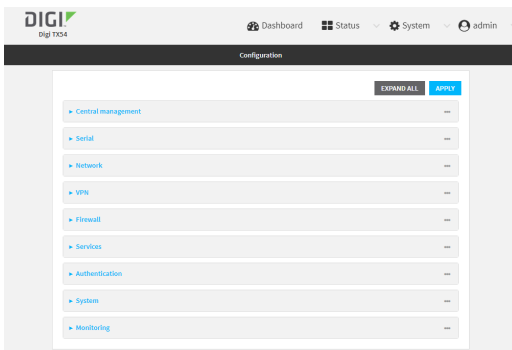 DIGI
Digi TX54
Dashboard Status System admin
Configuration
EXPAND ALL APPLY
Central management
Serial
Network
VPN
Firewall
Services
Authentication
System
Monitoring